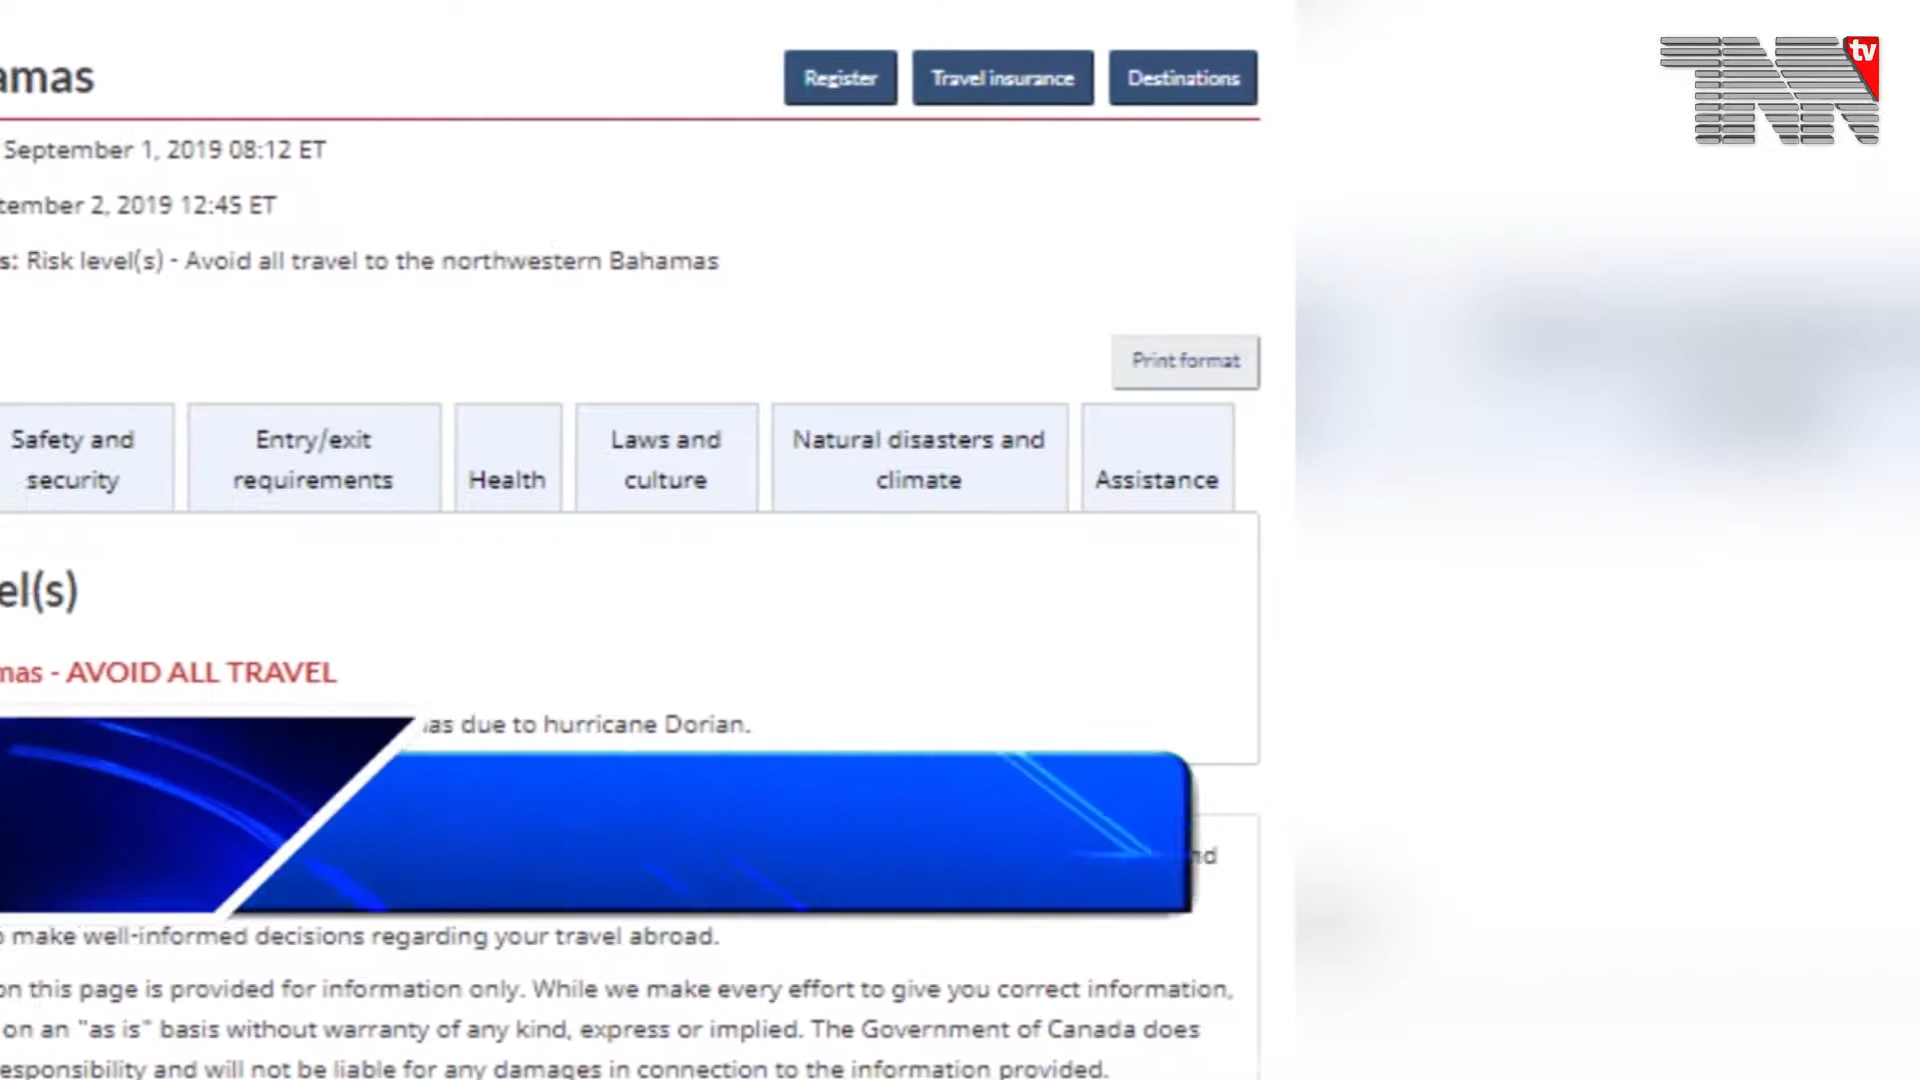 amas
Register
Travel insurance
Destinations
tv
TNN
September 1, 2019 08:12 ET
tember 2, 2019 12:45 ET
s: Risk level(s) - Avoid all travel to the northwestern Bahamas
Print format
Safety and
security
Entry/exit
requirements
Health
Laws and
culture
Natural disasters and
climate
Assistance
el(s)
mas - AVOID ALL TRAVEL
as due to hurricane Dorian.
nd
o make well-informed decisions regarding your travel abroad.
on this page is provided for information only. While we make every effort to give you correct information,
on an "as is" basis without warranty of any kind, express or implied. The Government of Canada does
esponsibility and will not be liable for any damages in connection to the information provided.